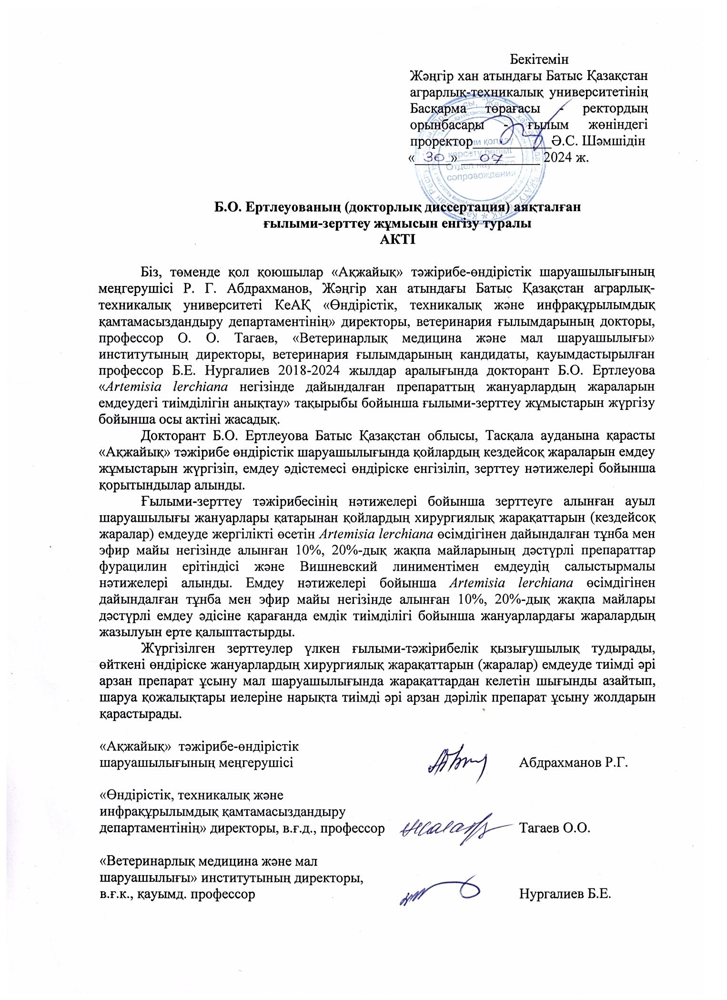 Бекітемін
Жәңгір хан атындағы Батыс Қазақстан
аграрлық-техникалық университетінің
Басқарма төрағасы - ректордың
орынбасары - ғылым жөніндегі
проректор___________Ә.С. Шәмшідін
«_30_» ___07___ 2024 ж.
көрсету бөлімі
Отдел научного
сопровождения
Б.О. Ертлеуованың (докторлық диссертация) аяқталған
ғылыми-зерттеу жұмысын енгізу туралы
АКТІ
Біз, төменде қол қоюшылар «Ақжайық» тәжірибе-өндірістік шаруашылығының
меңгерушісі Р. Г. Абдрахманов, Жәңгір хан атындағы Батыс Қазақстан аграрлық-
техникалық университеті КеАҚ «Өндірістік, техникалық және инфрақұрылымдық
қамтамасыздандыру департаментінің» директоры, ветеринария ғылымдарының докторы,
профессор О. О. Тагаев, «Ветеринарлық медицина және мал шаруашылығы»
институтының директоры, ветеринария ғылымдарының кандидаты, қауымдастырылған
профессор Б.Е. Нургалиев 2018-2024 жылдар аралығында докторант Б.О. Ертлеуова
«Artemisia lerchiana негізінде дайындалған препараттың жануарлардың жараларын
емдеудегі тиімділігін анықтау» тақырыбы бойынша ғылыми-зерттеу жұмыстарын жүргізу
бойынша осы актіні жасадық.
Докторант Б.О. Ертлеуова Батыс Қазақстан облысы, Тасқала ауданына қарасты
«Ақжайық» тәжірибе өндірістік шаруашылығында қойлардың кездейсоқ жараларын емдеу
жұмыстарын жүргізіп, емдеу әдістемесі өндіріске енгізіліп, зерттеу нәтижелері бойынша
қорытындылар алынды.
Ғылыми-зерттеу тәжірибесінің нәтижелері бойынша зерттеуге алынған ауыл
шаруашылығы жануарлары қатарынан қойлардың хирургиялық жарақаттарын (кездейсоқ
жаралар) емдеуде жергілікті өсетін Artemisia lerchiana өсімдігінен дайындалған тұнба мен
эфир майы негізінде алынған 10%, 20%-дық жақпа майларының дәстүрлі препараттар
фурацилин ерітіндісі және Вишневский линиментімен емдеудің салыстырмалы
нәтижелері алынды. Емдеу нәтижелері бойынша Artemisia lerchiana өсімдігінен
дайындалған тұнба мен эфир майы негізінде алынған 10%, 20%-дық жақпа майлары
дәстүрлі емдеу әдісіне қарағанда емдік тиімділігі бойынша жануарлардағы жаралардың
жазылуын ерте қалыптастырды.
Жүргізілген зерттеулер үлкен ғылыми-тәжірибелік қызығушылық тудырады,
өйткені өндіріске жануарлардың хирургиялық жарақаттарын (жаралар) емдеуде тиімді әрі
арзан препарат ұсыну мал шаруашылығында жарақаттардан келетін шығынды азайтып,
шаруа қожалықтары иелеріне нарықта тиімді әрі арзан дәрілік препарат ұсыну жолдарын
қарастырады.
«Ақжайық» тәжірибе-өндірістік
шаруашылығының меңгерушісі Абдрахманов Р.Г.
«Өндірістік, техникалық және
инфрақұрылымдық қамтамасыздандыру
департаментінің» директоры, в.ғ.д., профессор Тагаев О.О.
«Ветеринарлық медицина және мал
шаруашылығы» институтының директоры,
в.ғ.к., қауымд. профессор Нургалиев Б.Е.